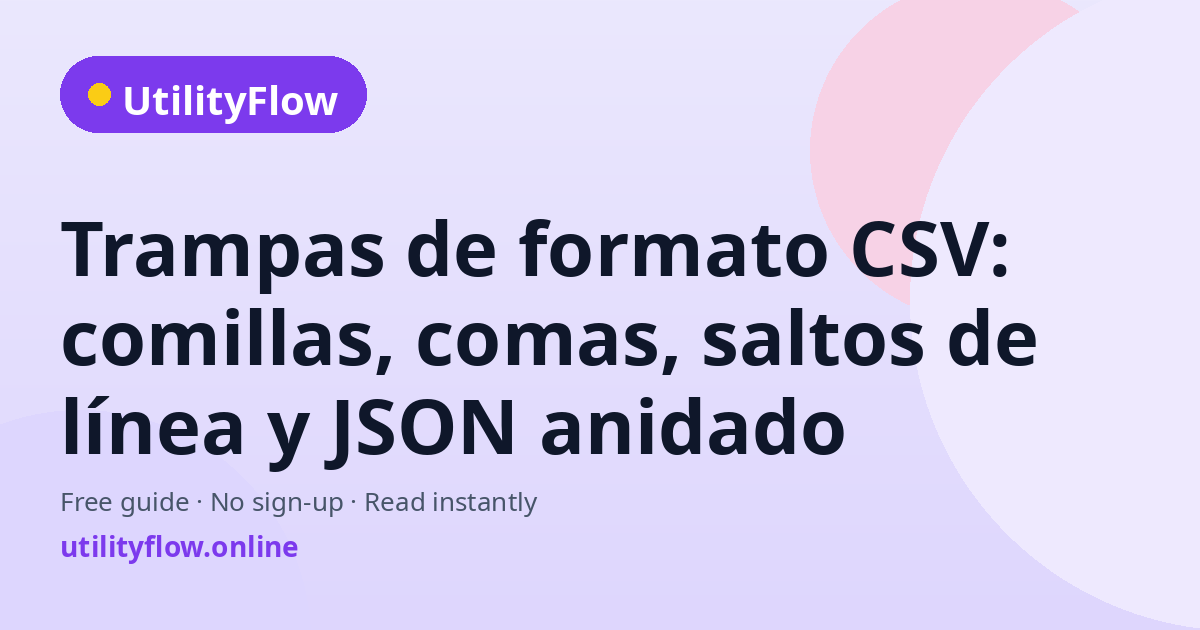 UtilityFlow
Trampas de formato CSV:
comillas, comas, saltos de
línea y JSON anidado
Free guide · No sign-up · Read instantly
utilityflow.online